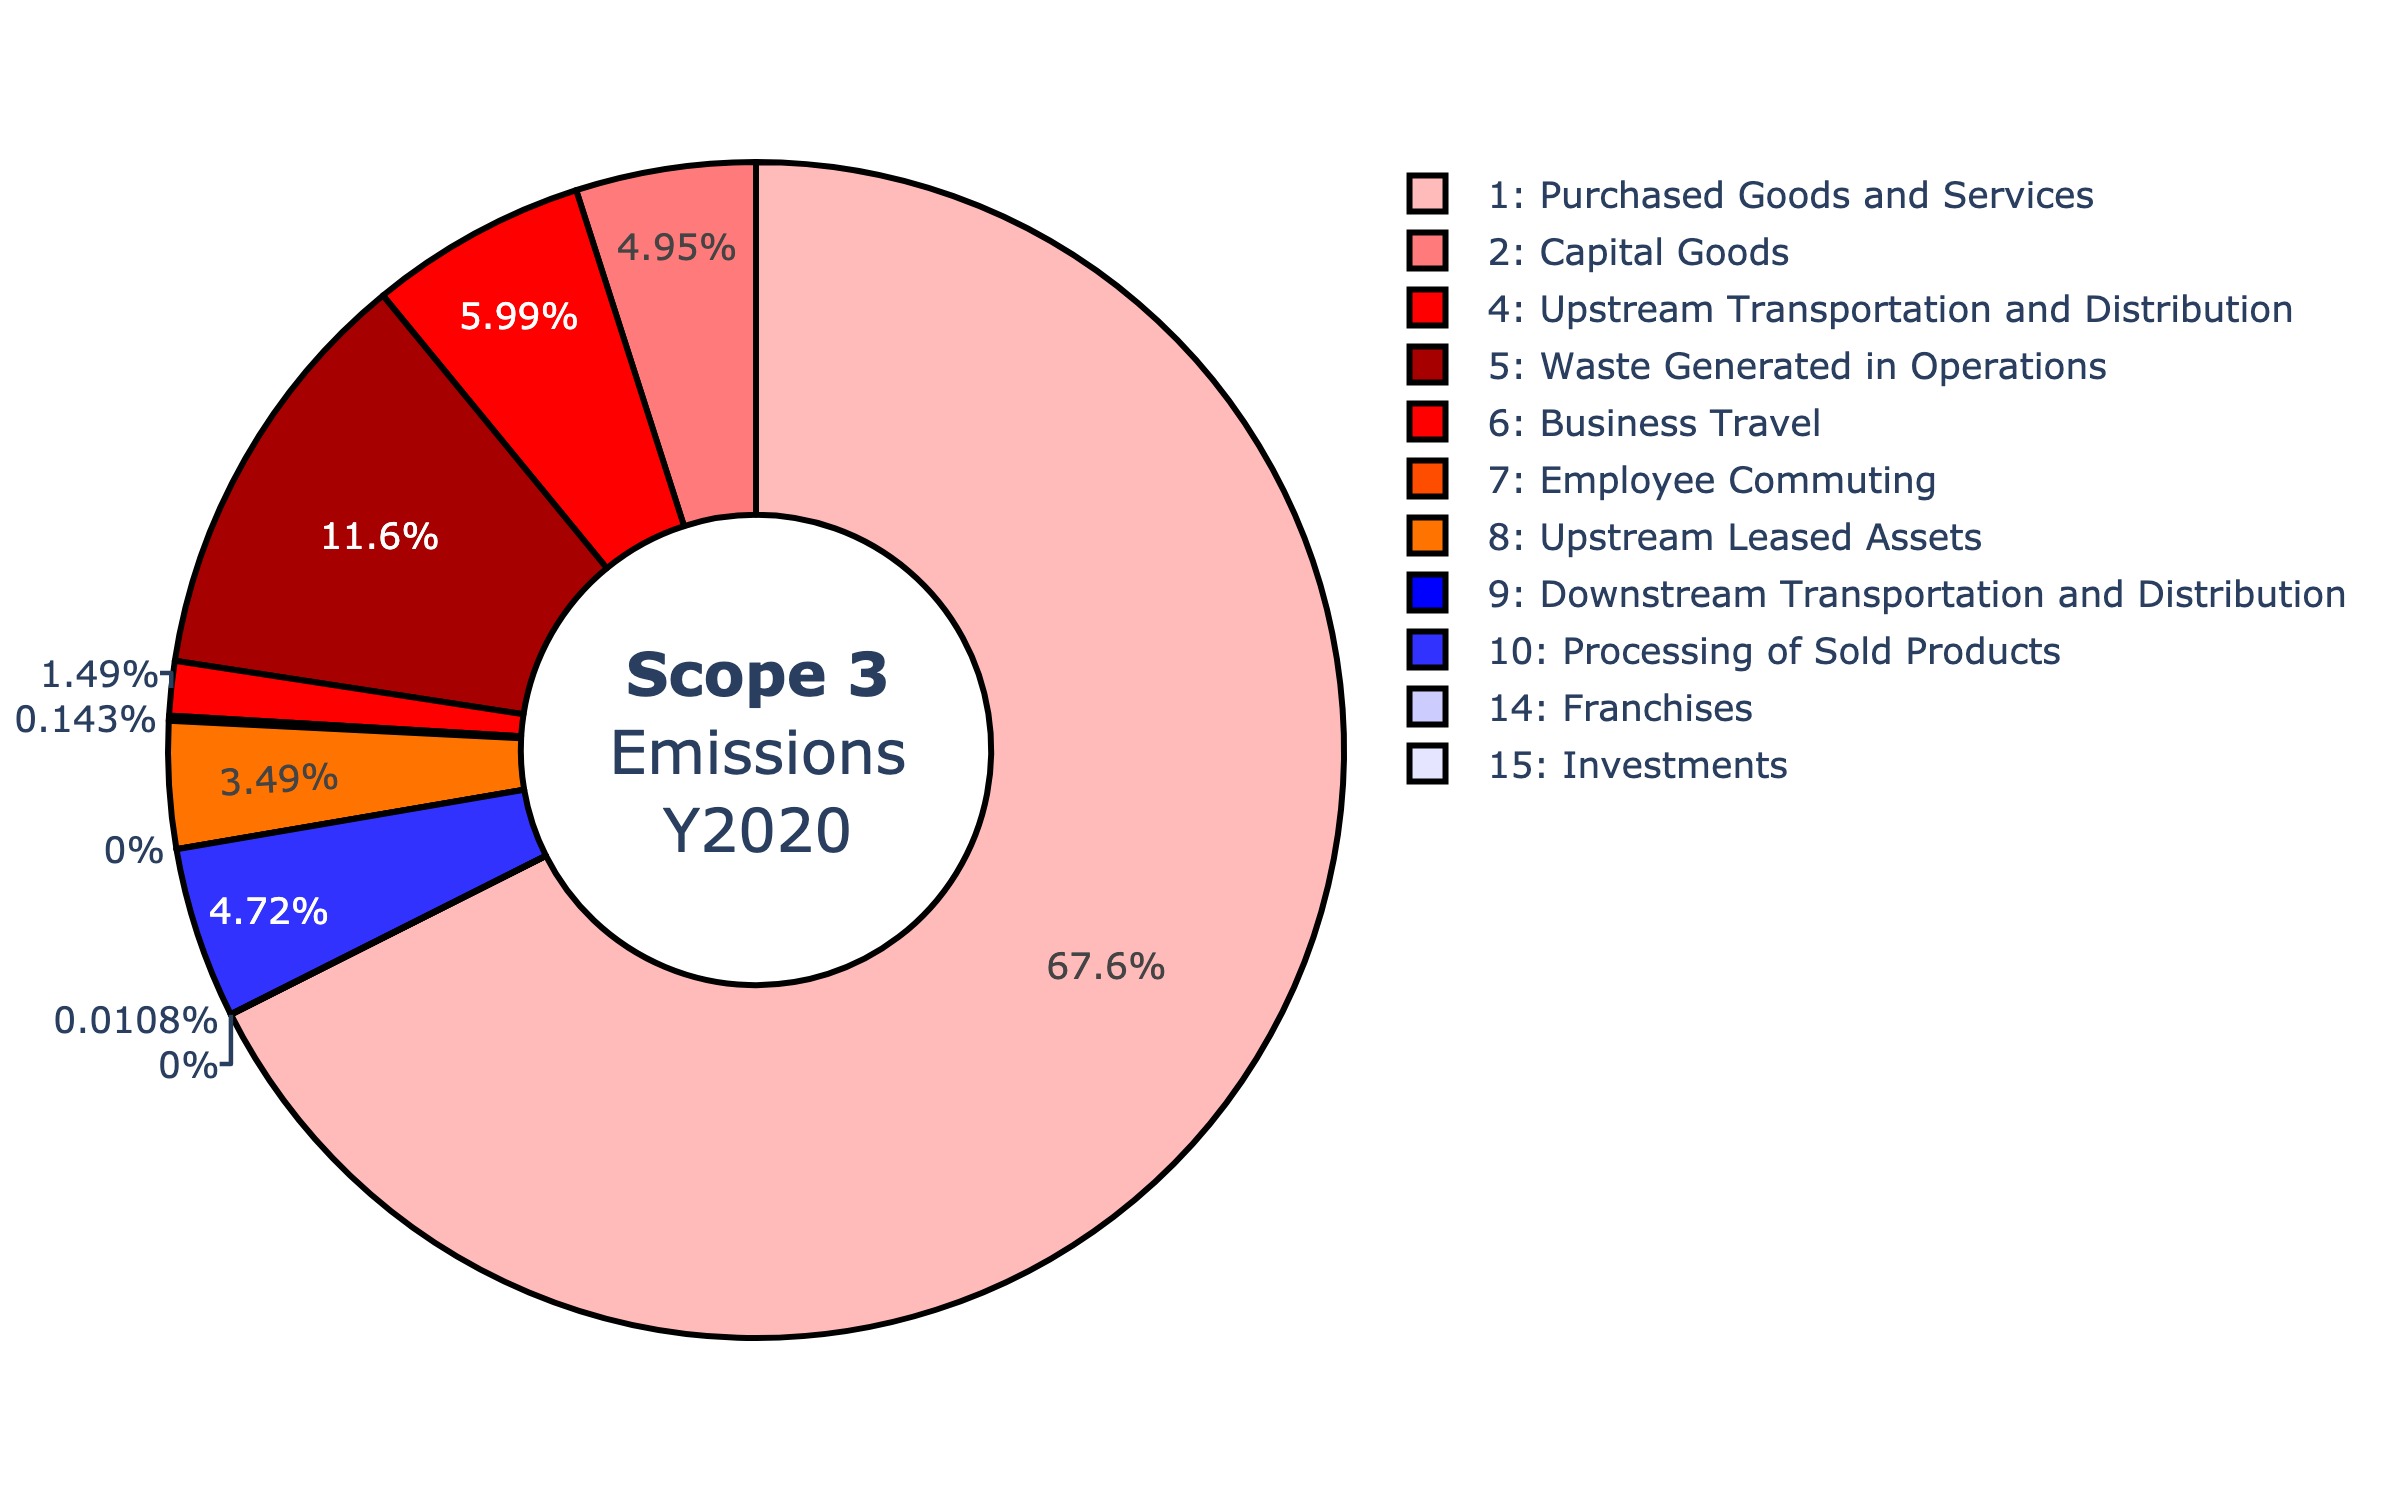 4.95%
5.99%
11.6%
1.49%
0.143%
3.49%
0%
4.72%
0.0108%
0%
67.6%
Scope 3
Emissions
Y2020
1: Purchased Goods and Services
2: Capital Goods
4: Upstream Transportation and Distribution
5: Waste Generated in Operations
6: Business Travel
7: Employee Commuting
8: Upstream Leased Assets
9: Downstream Transportation and Distribution
10: Processing of Sold Products
14: Franchises
15: Investments